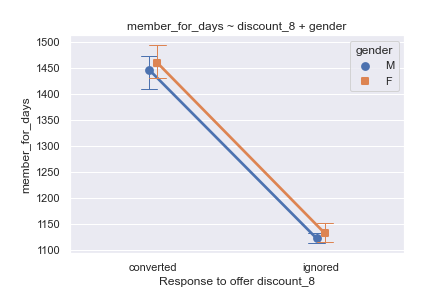 member_for_days ~ discount_8 + gender
gender
M
F
member_for_days
1500
1450
1400
1350
1300
1250
1200
1150
1100
converted
ignored
Response to offer discount_8